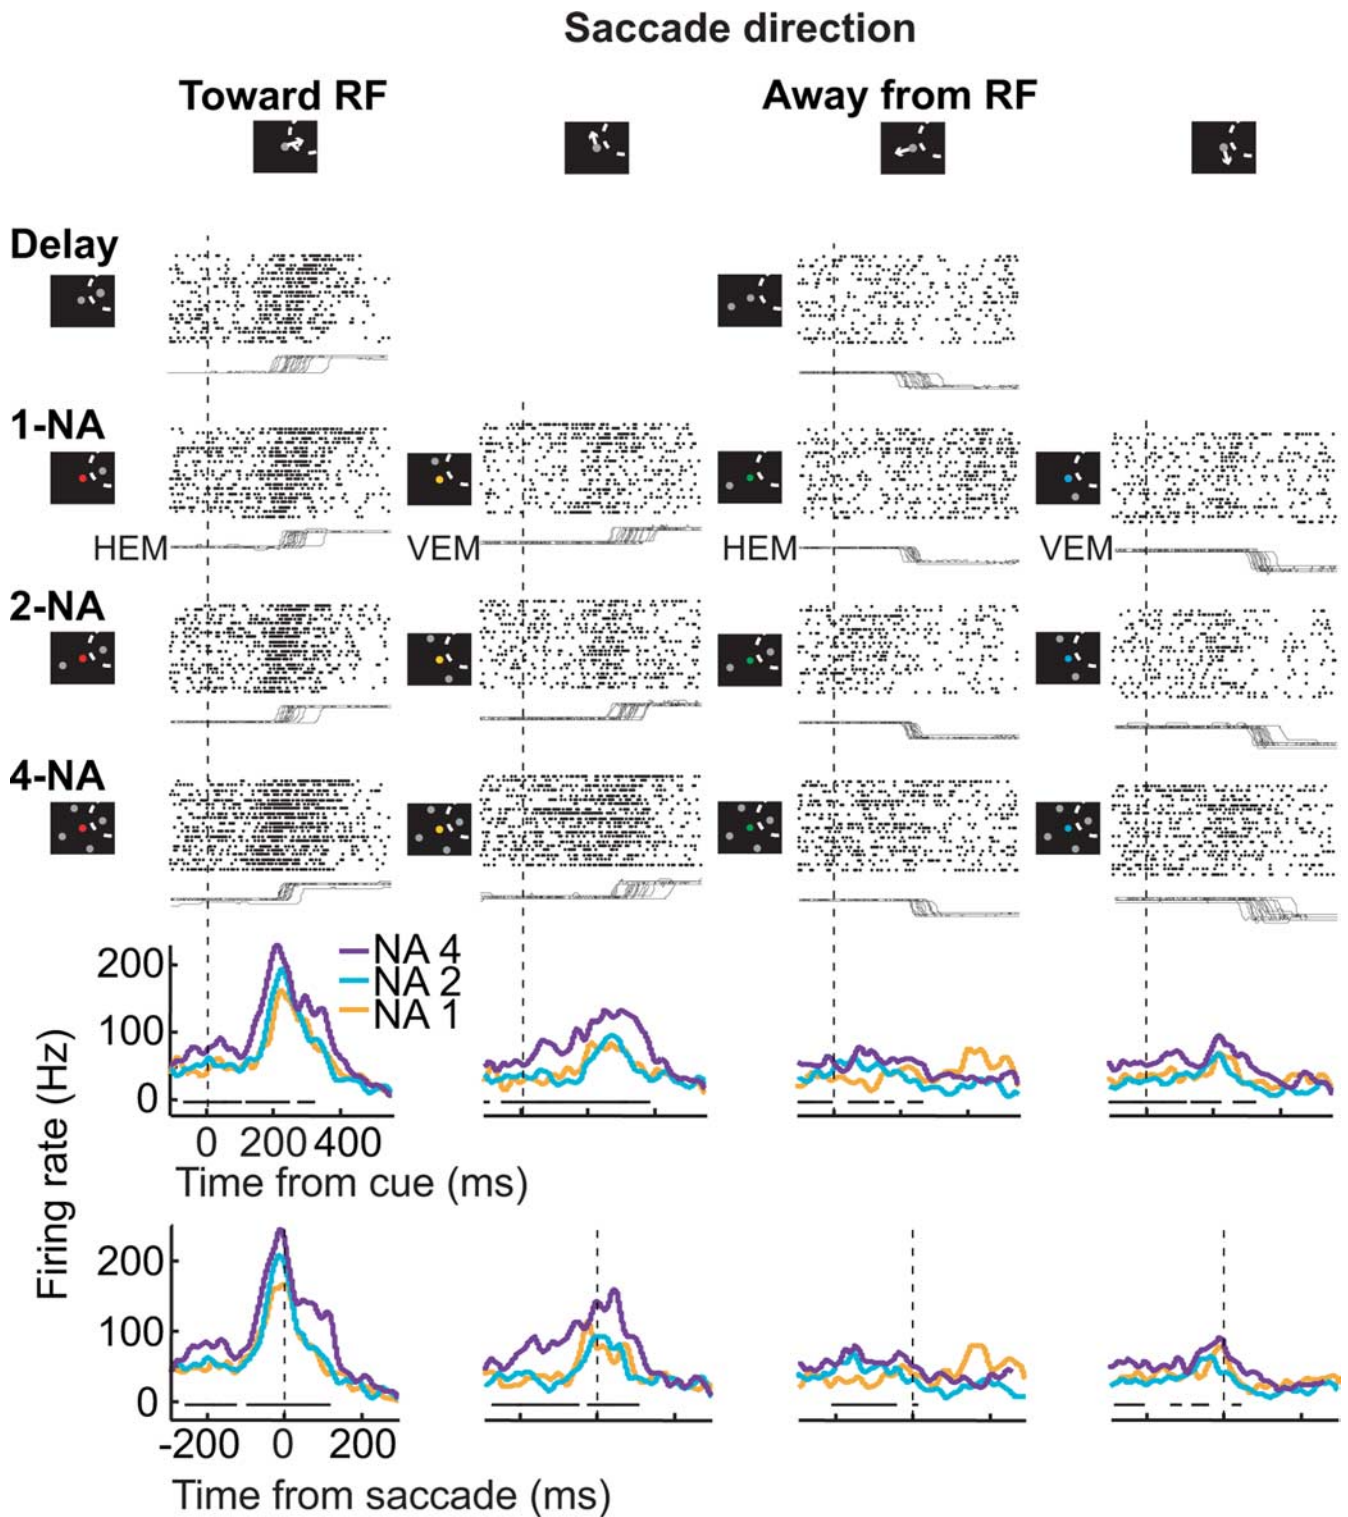 Saccade direction
Toward RF
Away from RF
Delay
1-NA
HEM
VEM
HEM
VEM
2-NA
4-NA
NA 4
NA 2
NA 1
200
100
0
0 200 400
Time from cue (ms)
Firing rate (Hz)
200
100
0
-200 0 200
Time from saccade (ms)